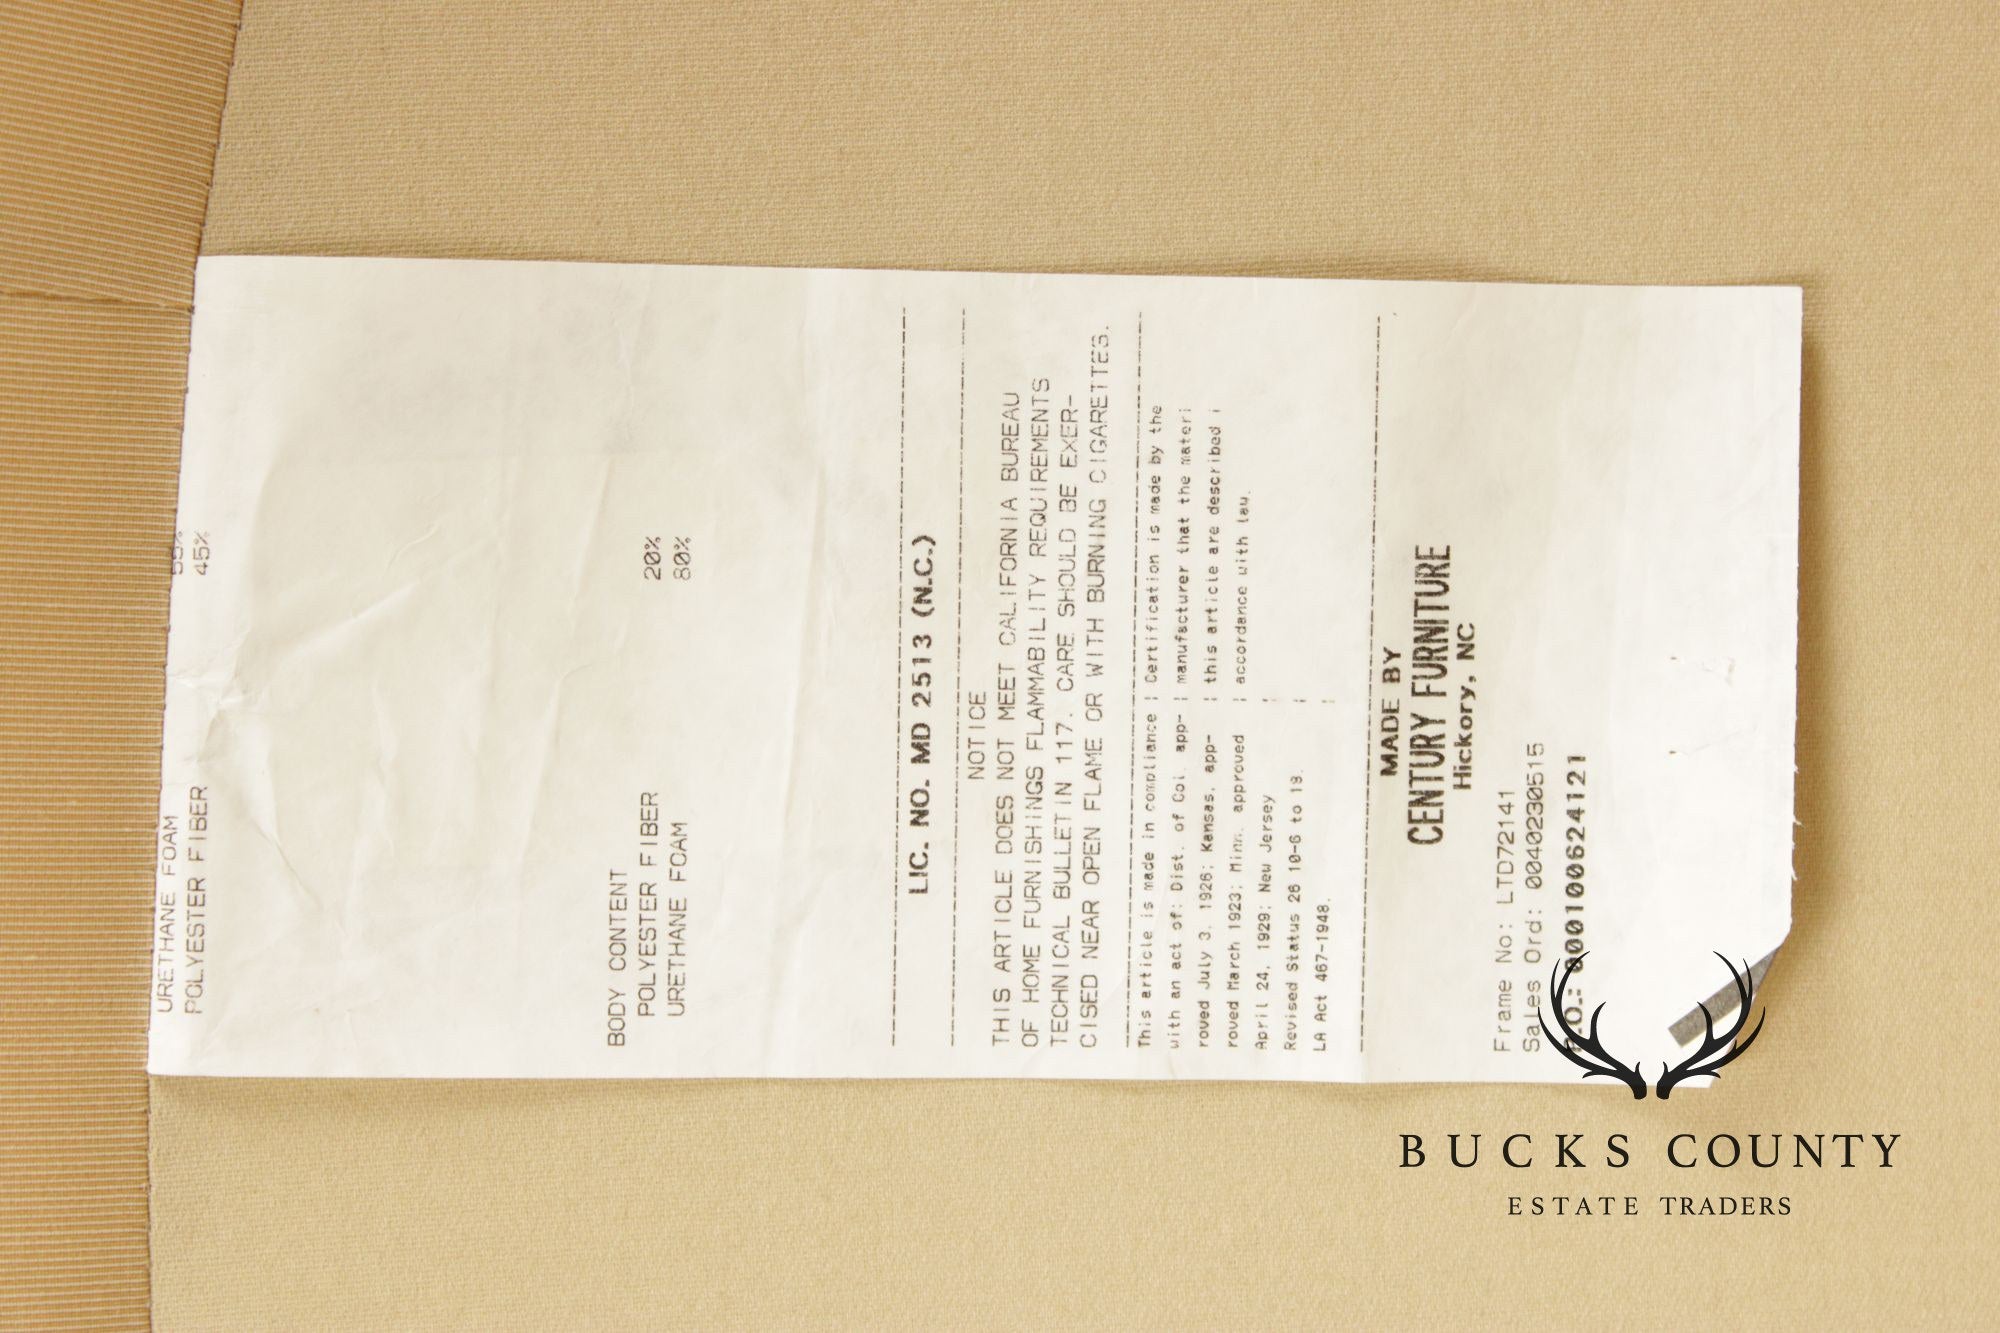 URETHANE FOAM 55%
POLYESTER FIBER 45%
BODY CONTENT
POLYESTER FIBER 20%
URETHANE FOAM 80%
LIC. NO. MD 2513 (N.C.)
NOTICE
THIS ARTICLE DOES NOT MEET CALIFORNIA BUREAU
OF HOME FURNISHINGS FLAMMABILITY REQUIREMENTS
TECHNICAL BULLETIN 117. CARE SHOULD BE EXER-
CISED NEAR OPEN FLAME OR WITH BURNING CIGARETTES.
This article is made in compliance ¦ Certification is made by the
with an act of: Dist. of Col. app- ¦ manufacturer that the materi
roved July 3, 1926; Kansas, app- ¦ this article are described i
roved March 1923; Minn. approved ¦ accordance with law.
April 24, 1929; New Jersey ¦
Revised Status 26 10-6 to 19. ¦
LA Act 467-1948. ¦
MADE BY
CENTURY FURNITURE
Hickory, NC
Frame No: LTD72141
Sales Ord: 0040230515
P.O.: 000100624121
BUCKS COUNTY
ESTATE TRADERS